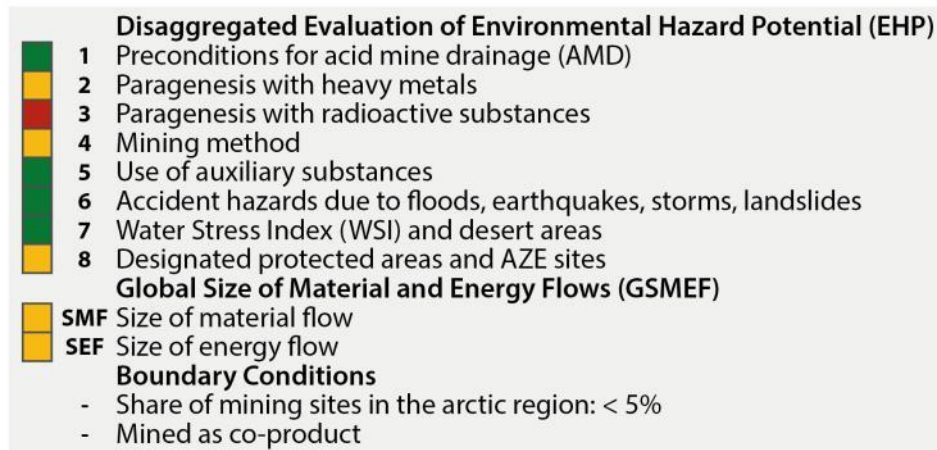 Disaggregated Evaluation of Environmental Hazard Potential (EHP)
1 Preconditions for acid mine drainage (AMD)
2 Paragenesis with heavy metals
3 Paragenesis with radioactive substances
4 Mining method
5 Use of auxiliary substances
6 Accident hazards due to floods, earthquakes, storms, landslides
7 Water Stress Index (WSI) and desert areas
8 Designated protected areas and AZE sites
Global Size of Material and Energy Flows (GSMEF)
SMF Size of material flow
SEF Size of energy flow
Boundary Conditions
- Share of mining sites in the arctic region: < 5%
- Mined as co-product